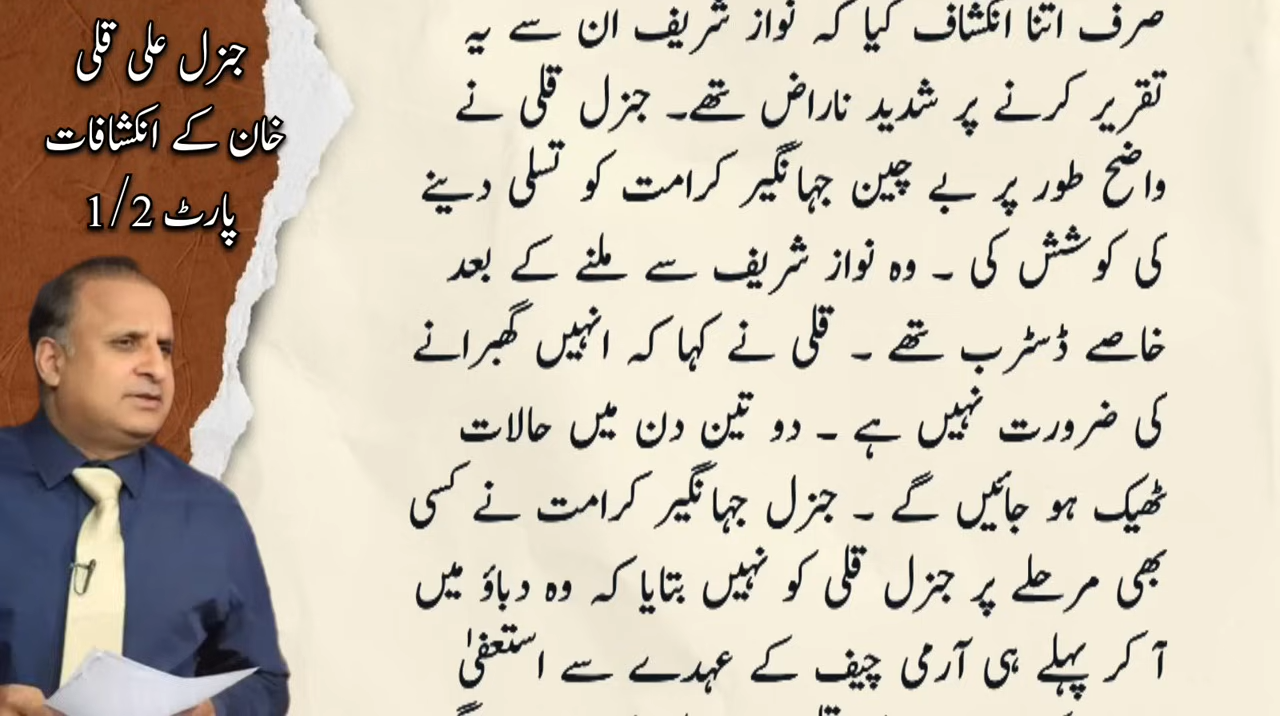 جنرل علی قلی
خان کے انکشافات
پارٹ 1/2
صرف اتنا انکشاف کیا کہ نواز شریف ان سے یہ
تقریر کرنے پر شدید ناراض تھے۔ جنرل قلی نے
واضح طور پر بے چین جہانگیر کرامت کو تسلی دینے
کی کوشش کی ۔ وہ نواز شریف سے ملنے کے بعد
خاصے ڈسٹرب تھے ۔ قلی نے کہا کہ انہیں گھبرانے
کی ضرورت نہیں ہے ۔ دو تین دن میں حالات
ٹھیک ہو جائیں گے ۔ جنرل جہانگیر کرامت نے کسی
بھی مرحلے پر جنرل قلی کو نہیں بتایا کہ وہ دباؤ میں
آ کر پہلے ہی آرمی چیف کے عہدے سے استعفیٰ